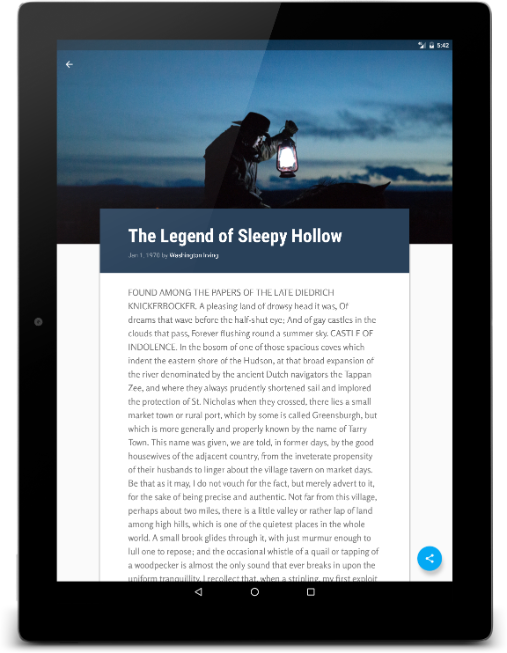 5:42
The Legend of Sleepy Hollow
Jan 1, 1970 by Washington Irving
FOUND AMONG THE PAPERS OF THE LATE DIEDRICH
KNICKERBOCKER. A pleasing land of drowsy head it was, Of
dreams that wave before the half-shut eye; And of gay castles in the
clouds that pass, Forever flushing round a summer sky. CASTLE OF
INDOLENCE. In the bosom of one of those spacious coves which
indent the eastern shore of the Hudson, at that broad expansion of
the river denominated by the ancient Dutch navigators the Tappan
Zee, and where they always prudently shortened sail and implored
the protection of St. Nicholas when they crossed, there lies a small
market town or rural port, which by some is called Greensburgh, but
which is more generally and properly known by the name of Tarry
Town. This name was given, we are told, in former days, by the good
housewives of the adjacent country, from the inveterate propensity
of their husbands to linger about the village tavern on market days.
Be that as it may, I do not vouch for the fact, but merely advert to it,
for the sake of being precise and authentic. Not far from this village,
perhaps about two miles, there is a little valley or rather lap of land
among high hills, which is one of the quietest places in the whole
world. A small brook glides through it, with just murmur enough to
lull one to repose; and the occasional whistle of a quail or tapping of
a woodpecker is almost the only sound that ever breaks in upon the
uniform tranquillity. I recollect that, when a stripling, my first exploit